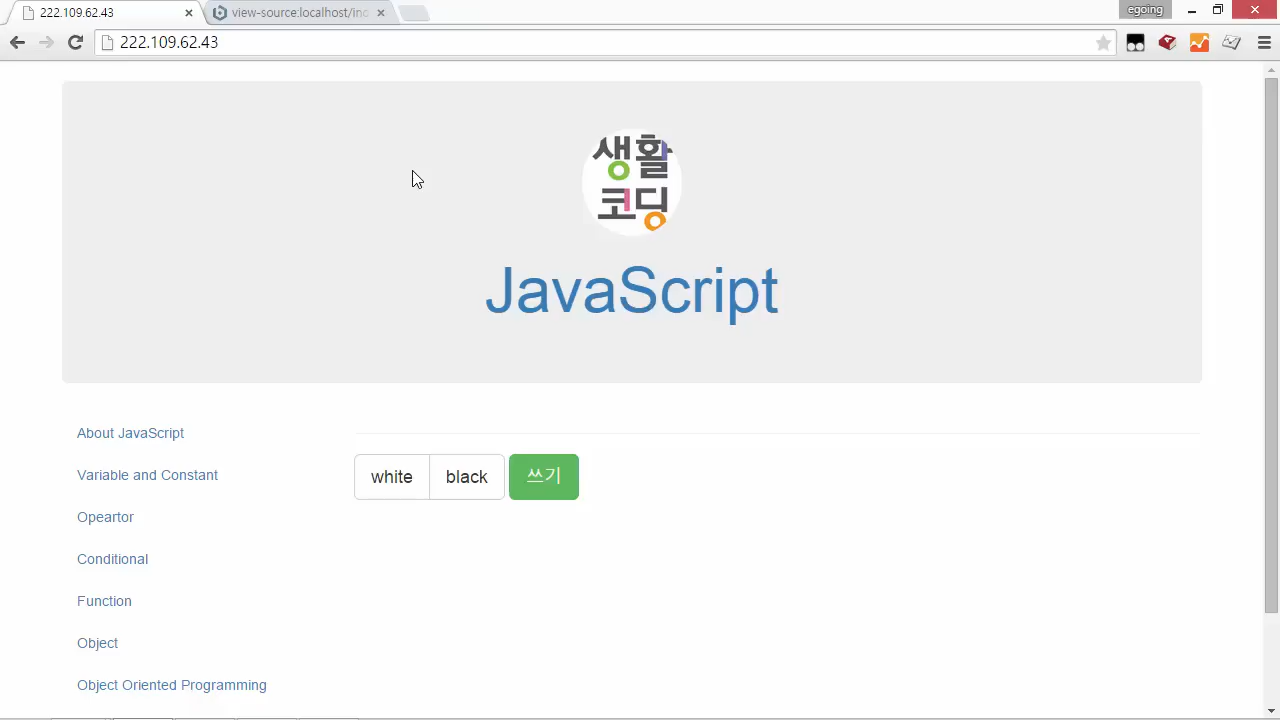 222.109.62.43
view-source:localhost/ind
egoing
222.109.62.43
생활
코딩
JavaScript
About JavaScript
white black 쓰기
Variable and Constant
Opeartor
Conditional
Function
Object
Object Oriented Programming